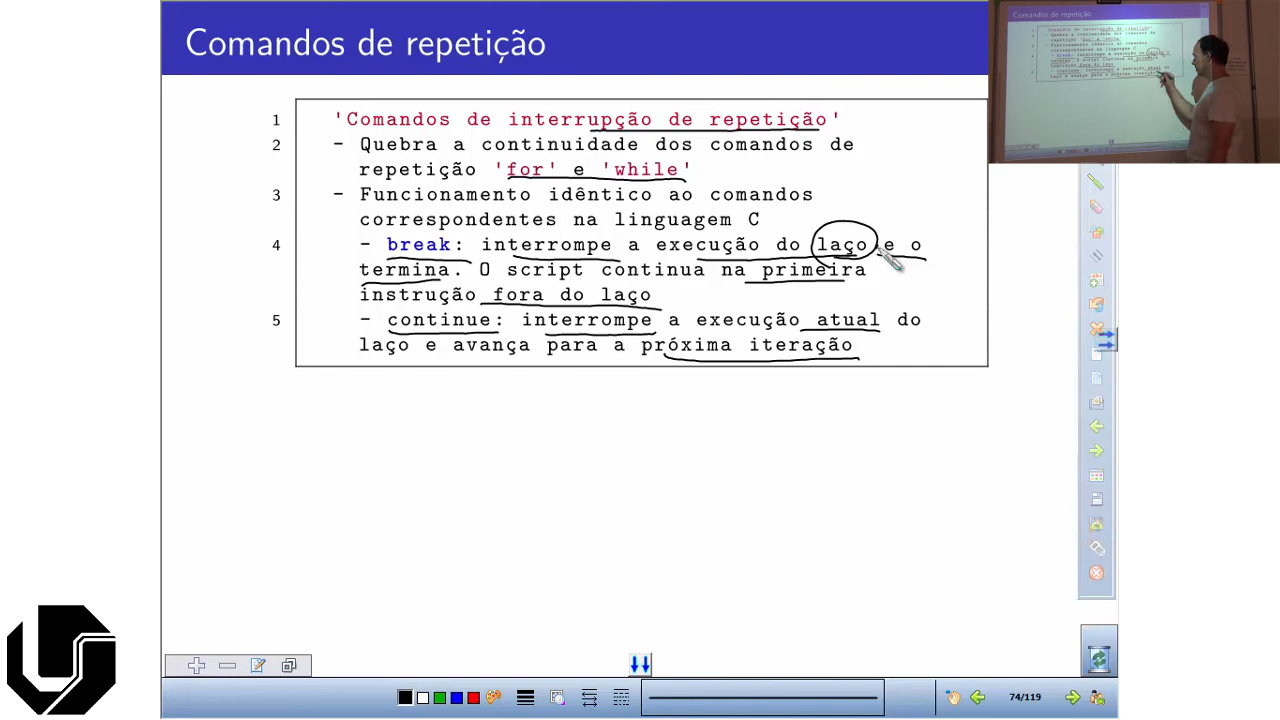 Comandos de repetição
1 'Comandos de interrupção de repetição'
2 - Quebra a continuidade dos comandos de
repetição 'for' e 'while'
3 - Funcionamento idêntico ao comandos
correspondentes na linguagem C
4 - break: interrompe a execução do laço e o
termina. O script continua na primeira
instrução fora do laço
5 - continue: interrompe a execução atual do
laço e avança para a próxima iteração
74/119